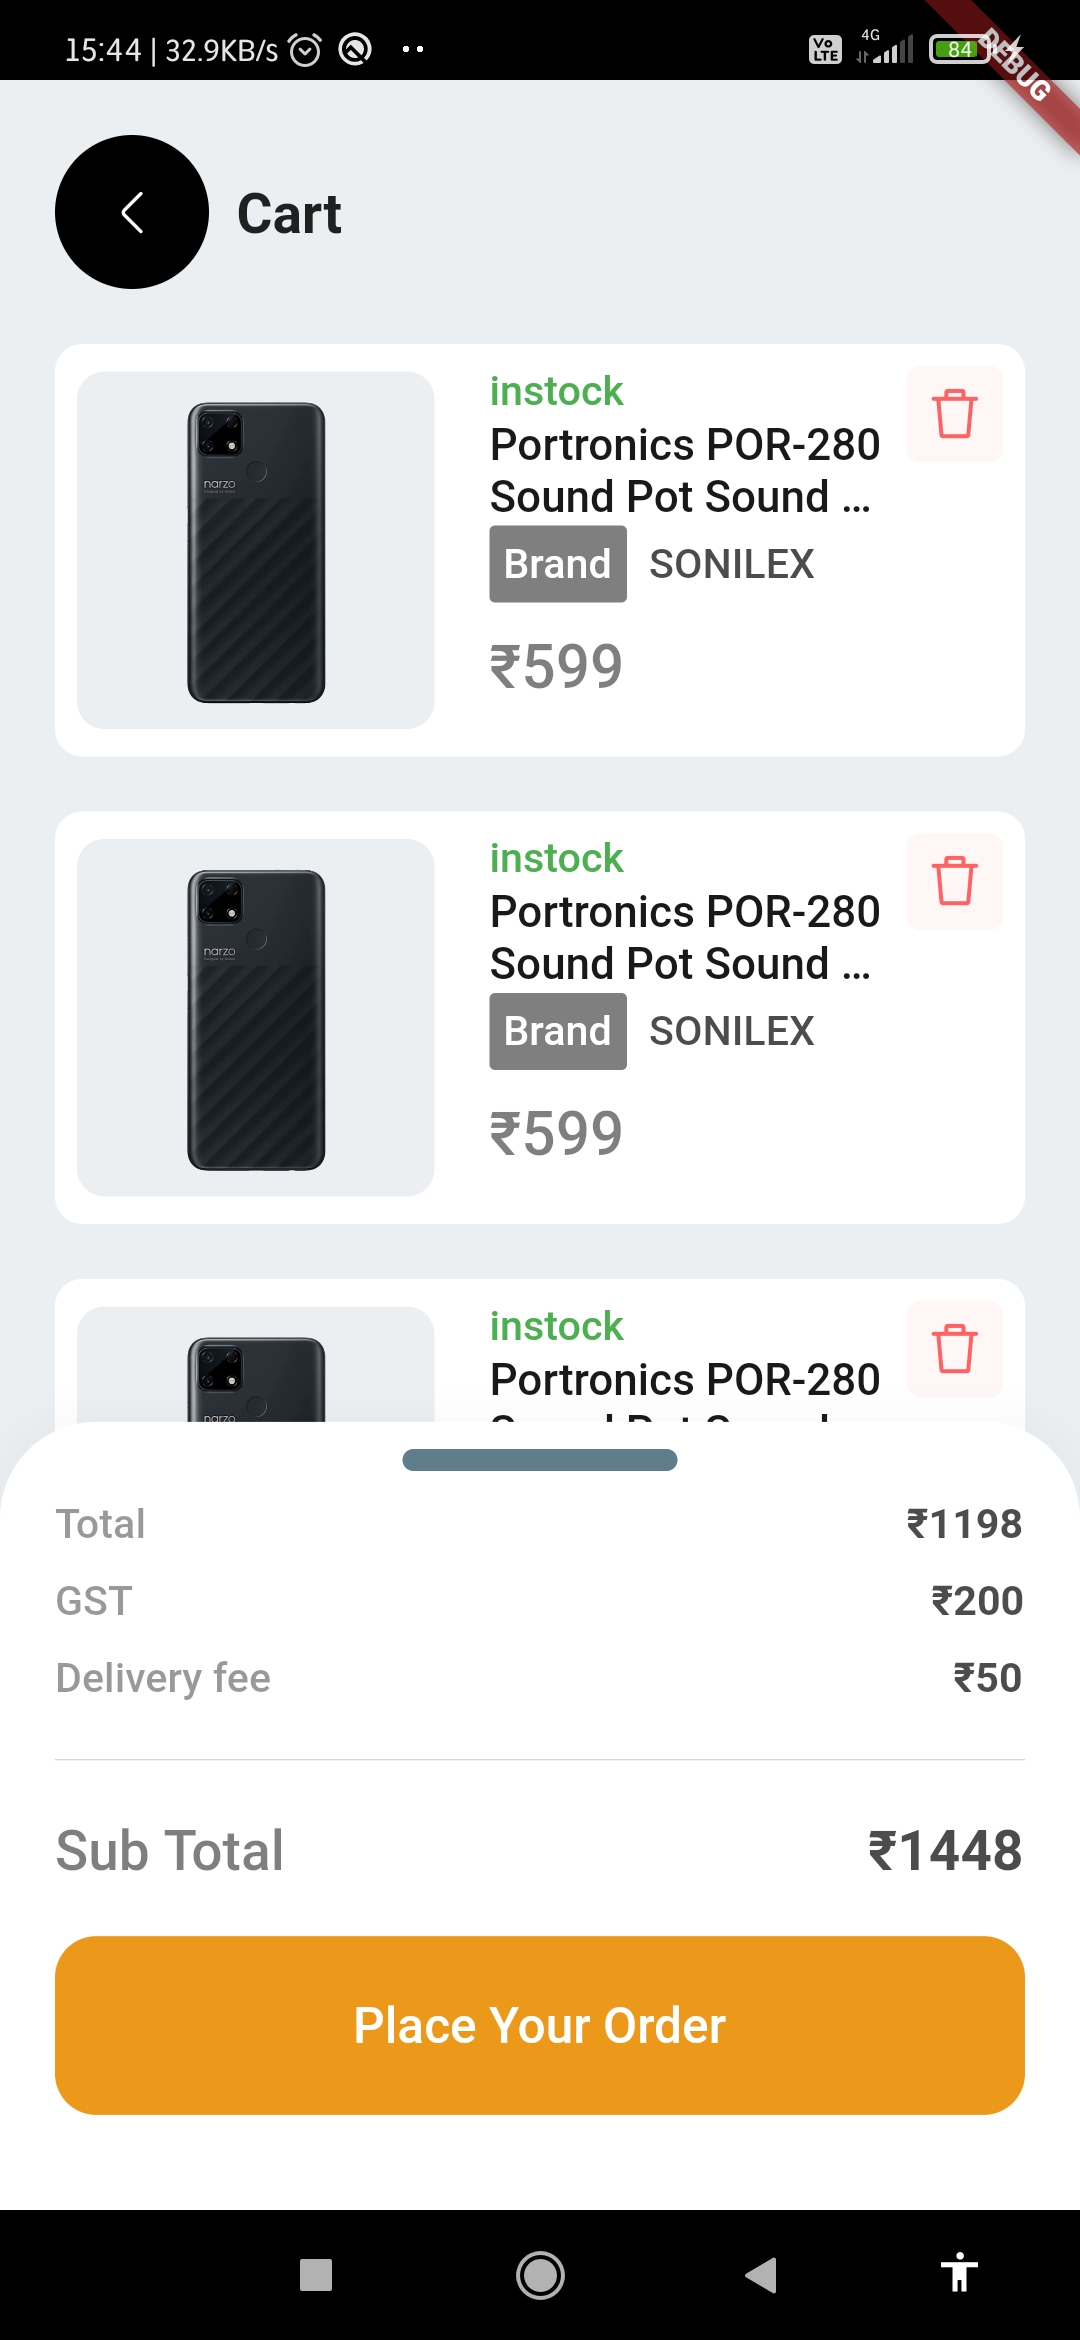 15:44 | 32.9KB/s
Vo LTE 4G 84
DEBUG
Cart
instock
Portronics POR-280
Sound Pot Sound ...
Brand SONILEX
₹599
narzo
instock
Portronics POR-280
Sound Pot Sound ...
Brand SONILEX
₹599
narzo
instock
Portronics POR-280
narzo
Total ₹1198
GST ₹200
Delivery fee ₹50
Sub Total ₹1448
Place Your Order